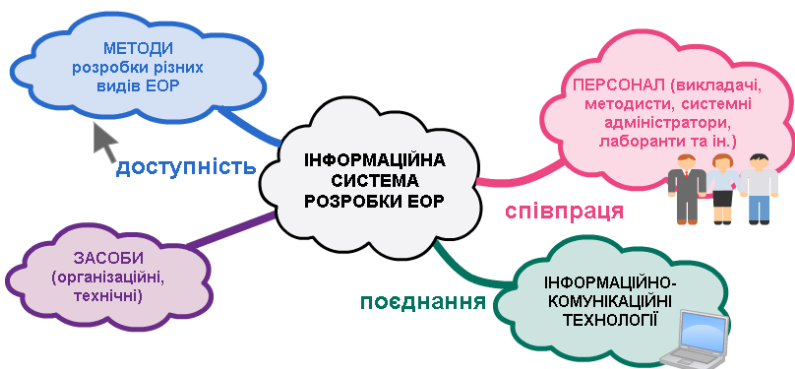 МЕТОДИ
розробки різних
видів ЕОР
доступність
ІНФОРМАЦІЙНА
СИСТЕМА
РОЗРОБКИ ЕОР
ПЕРСОНАЛ (викладачі,
методисти, системні
адміністратори,
лаборанти та ін.)
співпраця
ЗАСОБИ
(організаційні,
технічні)
поєднання
ІНФОРМАЦІЙНО-
КОМУНІКАЦІЙНІ
ТЕХНОЛОГІЇ